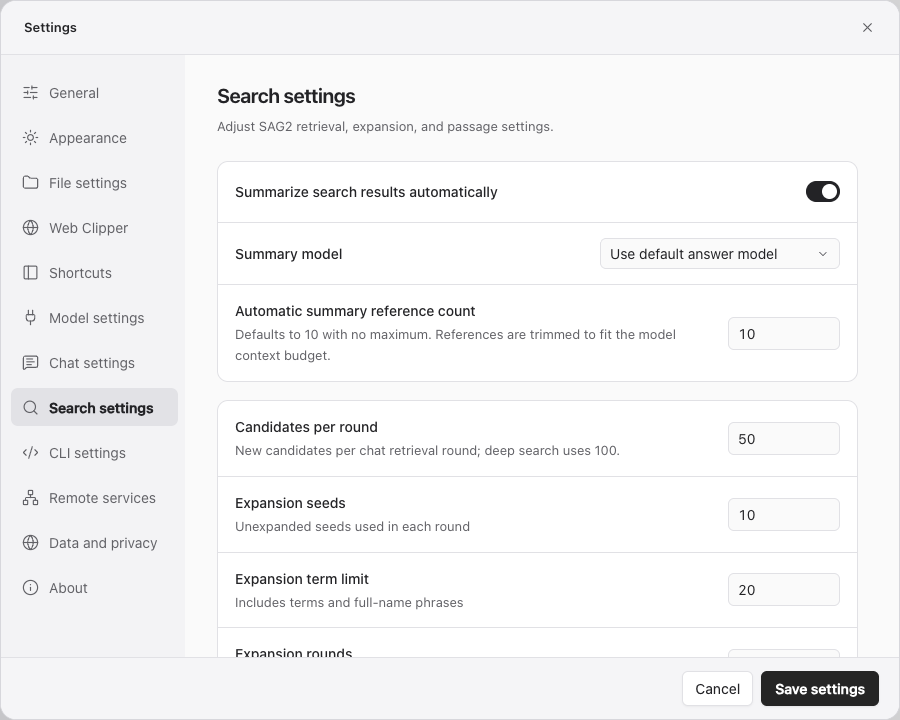 Settings
General
Appearance
File settings
Web Clipper
Shortcuts
Model settings
Chat settings
Search settings
CLI settings
Remote services
Data and privacy
About
Search settings
Adjust SAG2 retrieval, expansion, and passage settings.
Summarize search results automatically
Summary model
Use default answer model
Automatic summary reference count
Defaults to 10 with no maximum. References are trimmed to fit the model
context budget.
10
Candidates per round
New candidates per chat retrieval round; deep search uses 100.
50
Expansion seeds
Unexpanded seeds used in each round
10
Expansion term limit
Includes terms and full-name phrases
20
Expansion rounds
Cancel
Save settings